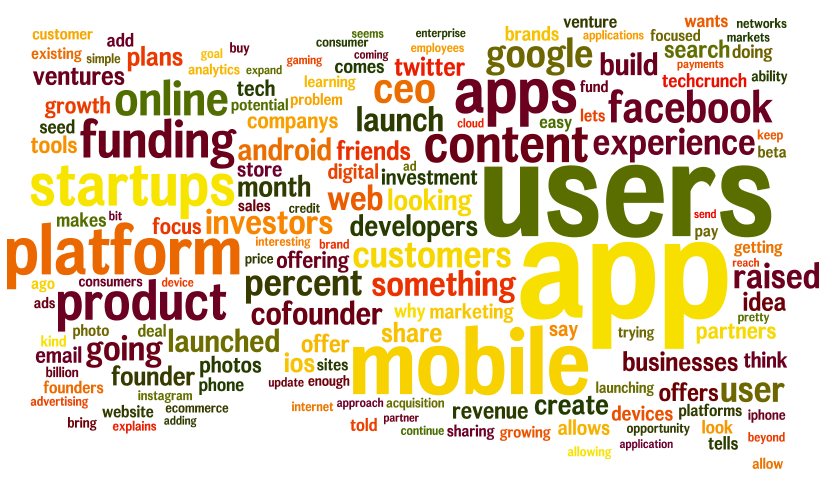 customer
add
seems
enterprise
venture
wants
networks
existing
simple
plans
goal
buy
consumer
employees
brands
applications
focused
markets
ventures
analytics
expand
gaming
coming
comes
twitter
google
build
search
doing
growth
online
tech
learning
ceo
apps
fund
payments
techcrunch
ability
potential
problem
seed
funding
companys
launch
cloud
easy
lets
facebook
tools
android
friends
content
experience
keep
beta
startups
store
month
digital
ad
investment
users
sales
credit
web
looking
makes
bit
focus
investors
developers
send
pay
platform
interesting
brand
price
offering
customers
app
getting
reach
raised
ago
consumers
device
percent
something
ads
product
cofounder
why
marketing
idea
pretty
photo
deal
kind
launched
offer
share
say
trying
partners
email
going
photos
ios
sites
mobile
businesses
think
billion
founder
phone
update
enough
founders
instagram
launching
offers
user
advertising
website
ecommerce
internet
approach
acquisition
revenue
create
devices
platforms
iphone
bring
explains
adding
told
partner
continue
sharing
growing
allows
opportunity
look
application
tells
beyond
allowing
allow